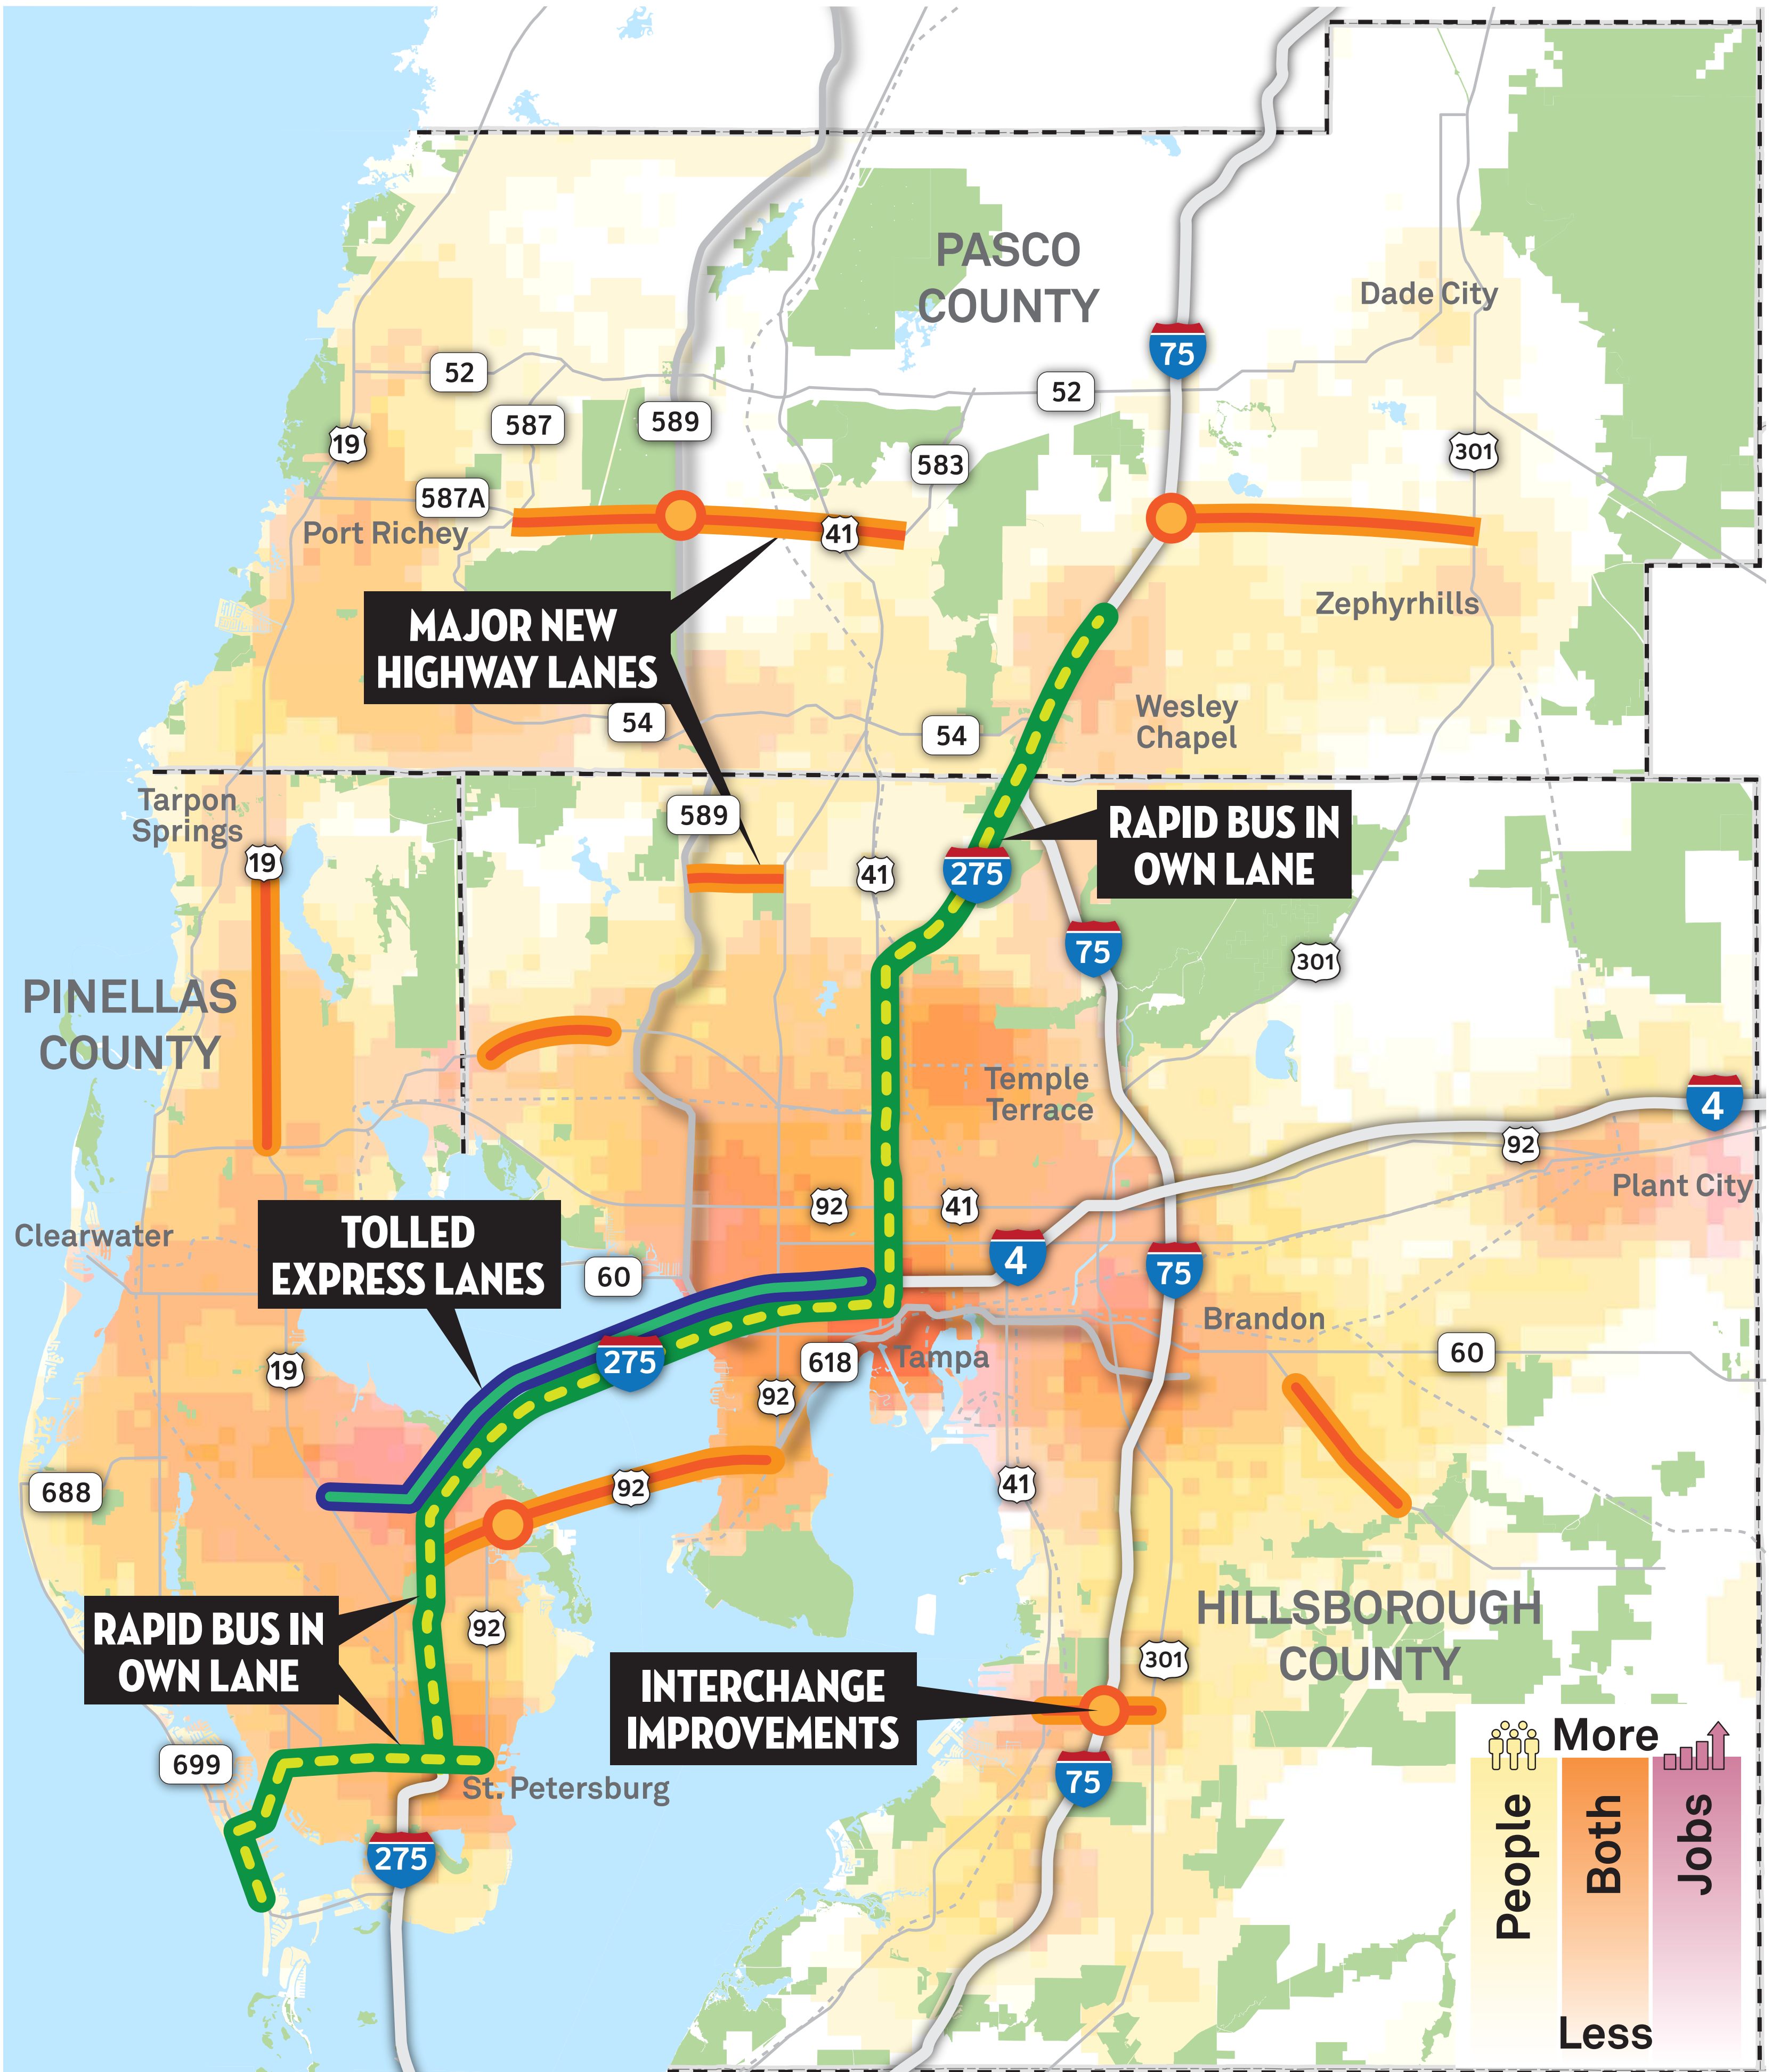 PASCO
COUNTY
Dade City
75
52
52
587
589
19
583
301
587A
Port Richey
41
MAJOR NEW
HIGHWAY LANES
Zephyrhills
54
54
Wesley
Chapel
Tarpon
Springs
589
RAPID BUS IN
OWN LANE
19
41
275
75
301
PINELLAS
COUNTY
Temple
Terrace
4
92
Plant City
92
41
Clearwater
TOLLED
EXPRESS LANES
60
4
75
Brandon
275
618
Tampa
60
19
92
688
92
41
RAPID BUS IN
OWN LANE
92
HILLSBOROUGH
COUNTY
301
INTERCHANGE
IMPROVEMENTS
699
St. Petersburg
75
275
More
People
Both
Jobs
Less